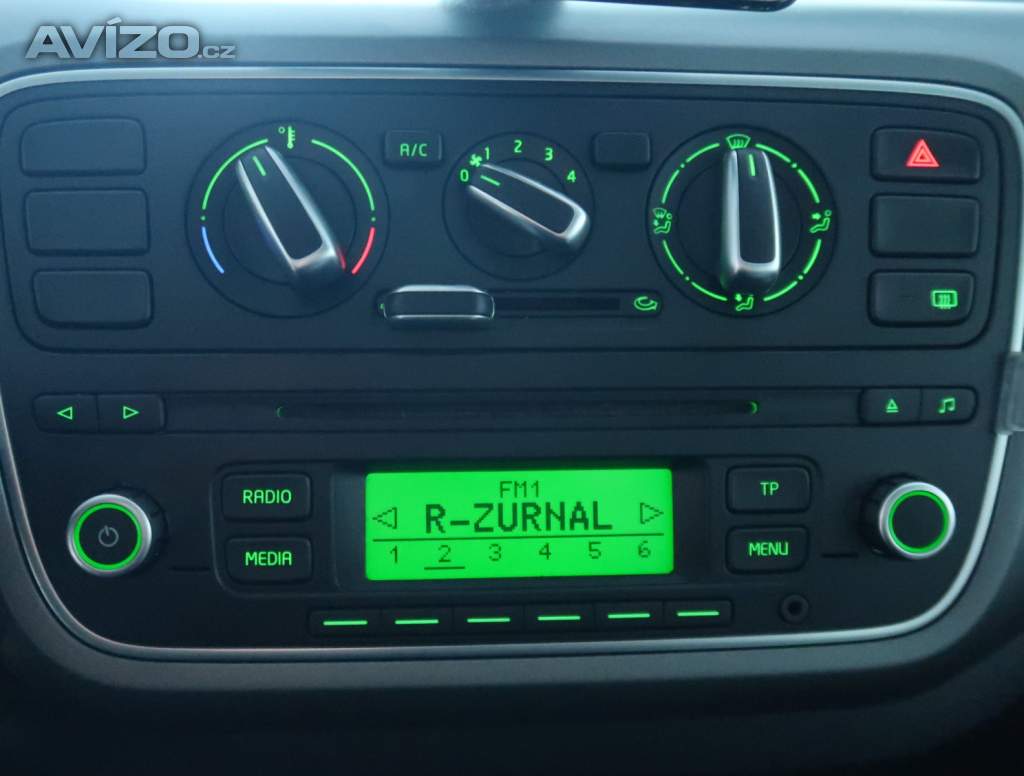 AVÍZO.cz
A/C
0 1 2 3 4
RADIO
MEDIA
FM1
R-ZURNAL
1 2 3 4 5 6
TP
MENU